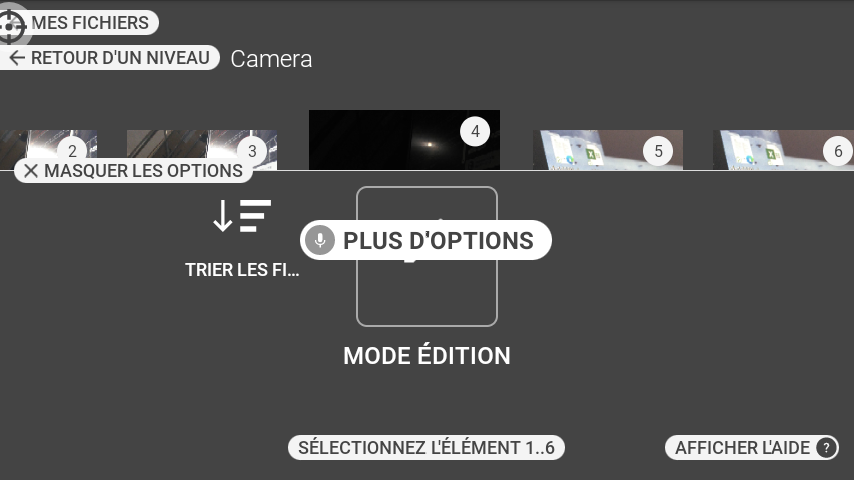 MES FICHIERS
RETOUR D'UN NIVEAU Camera
2 3 4 5 6
MASQUER LES OPTIONS
PLUS D'OPTIONS
TRIER LES FI...
MODE ÉDITION
SÉLECTIONNEZ L'ÉLÉMENT 1..6
AFFICHER L'AIDE ?